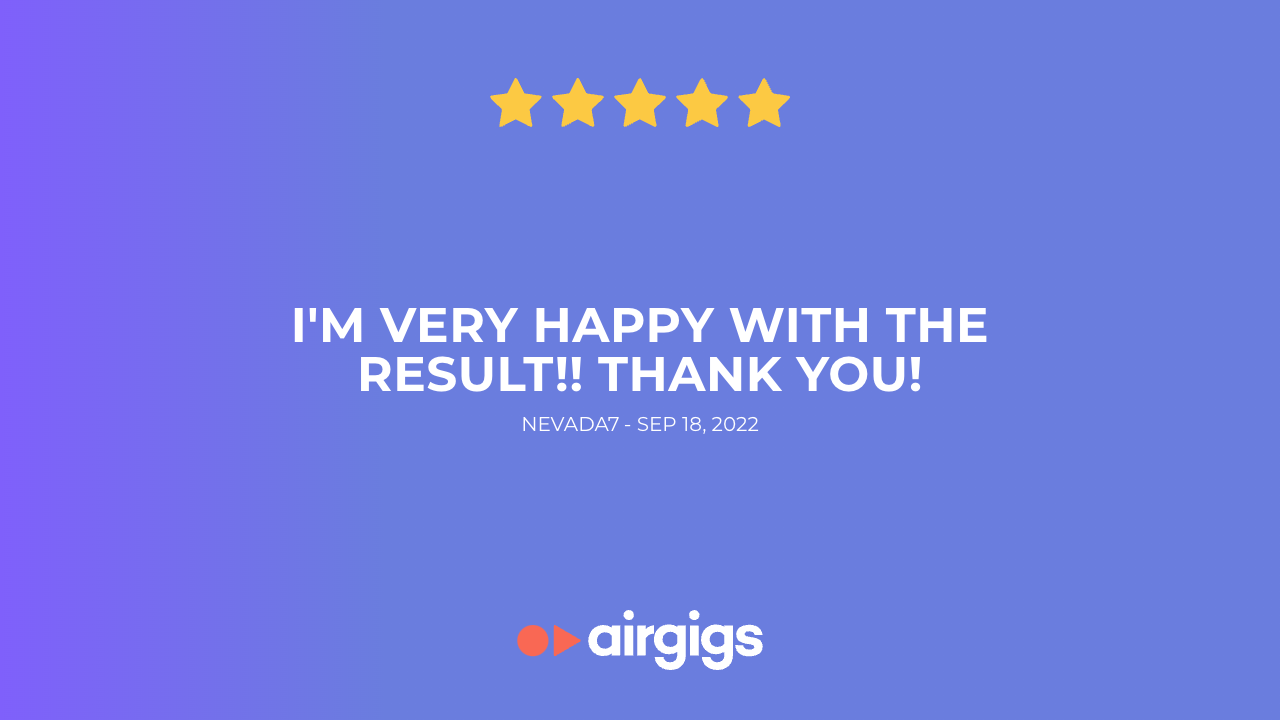 I'M VERY HAPPY WITH THE
RESULT!! THANK YOU!
NEVADA7 - SEP 18, 2022
airgigs